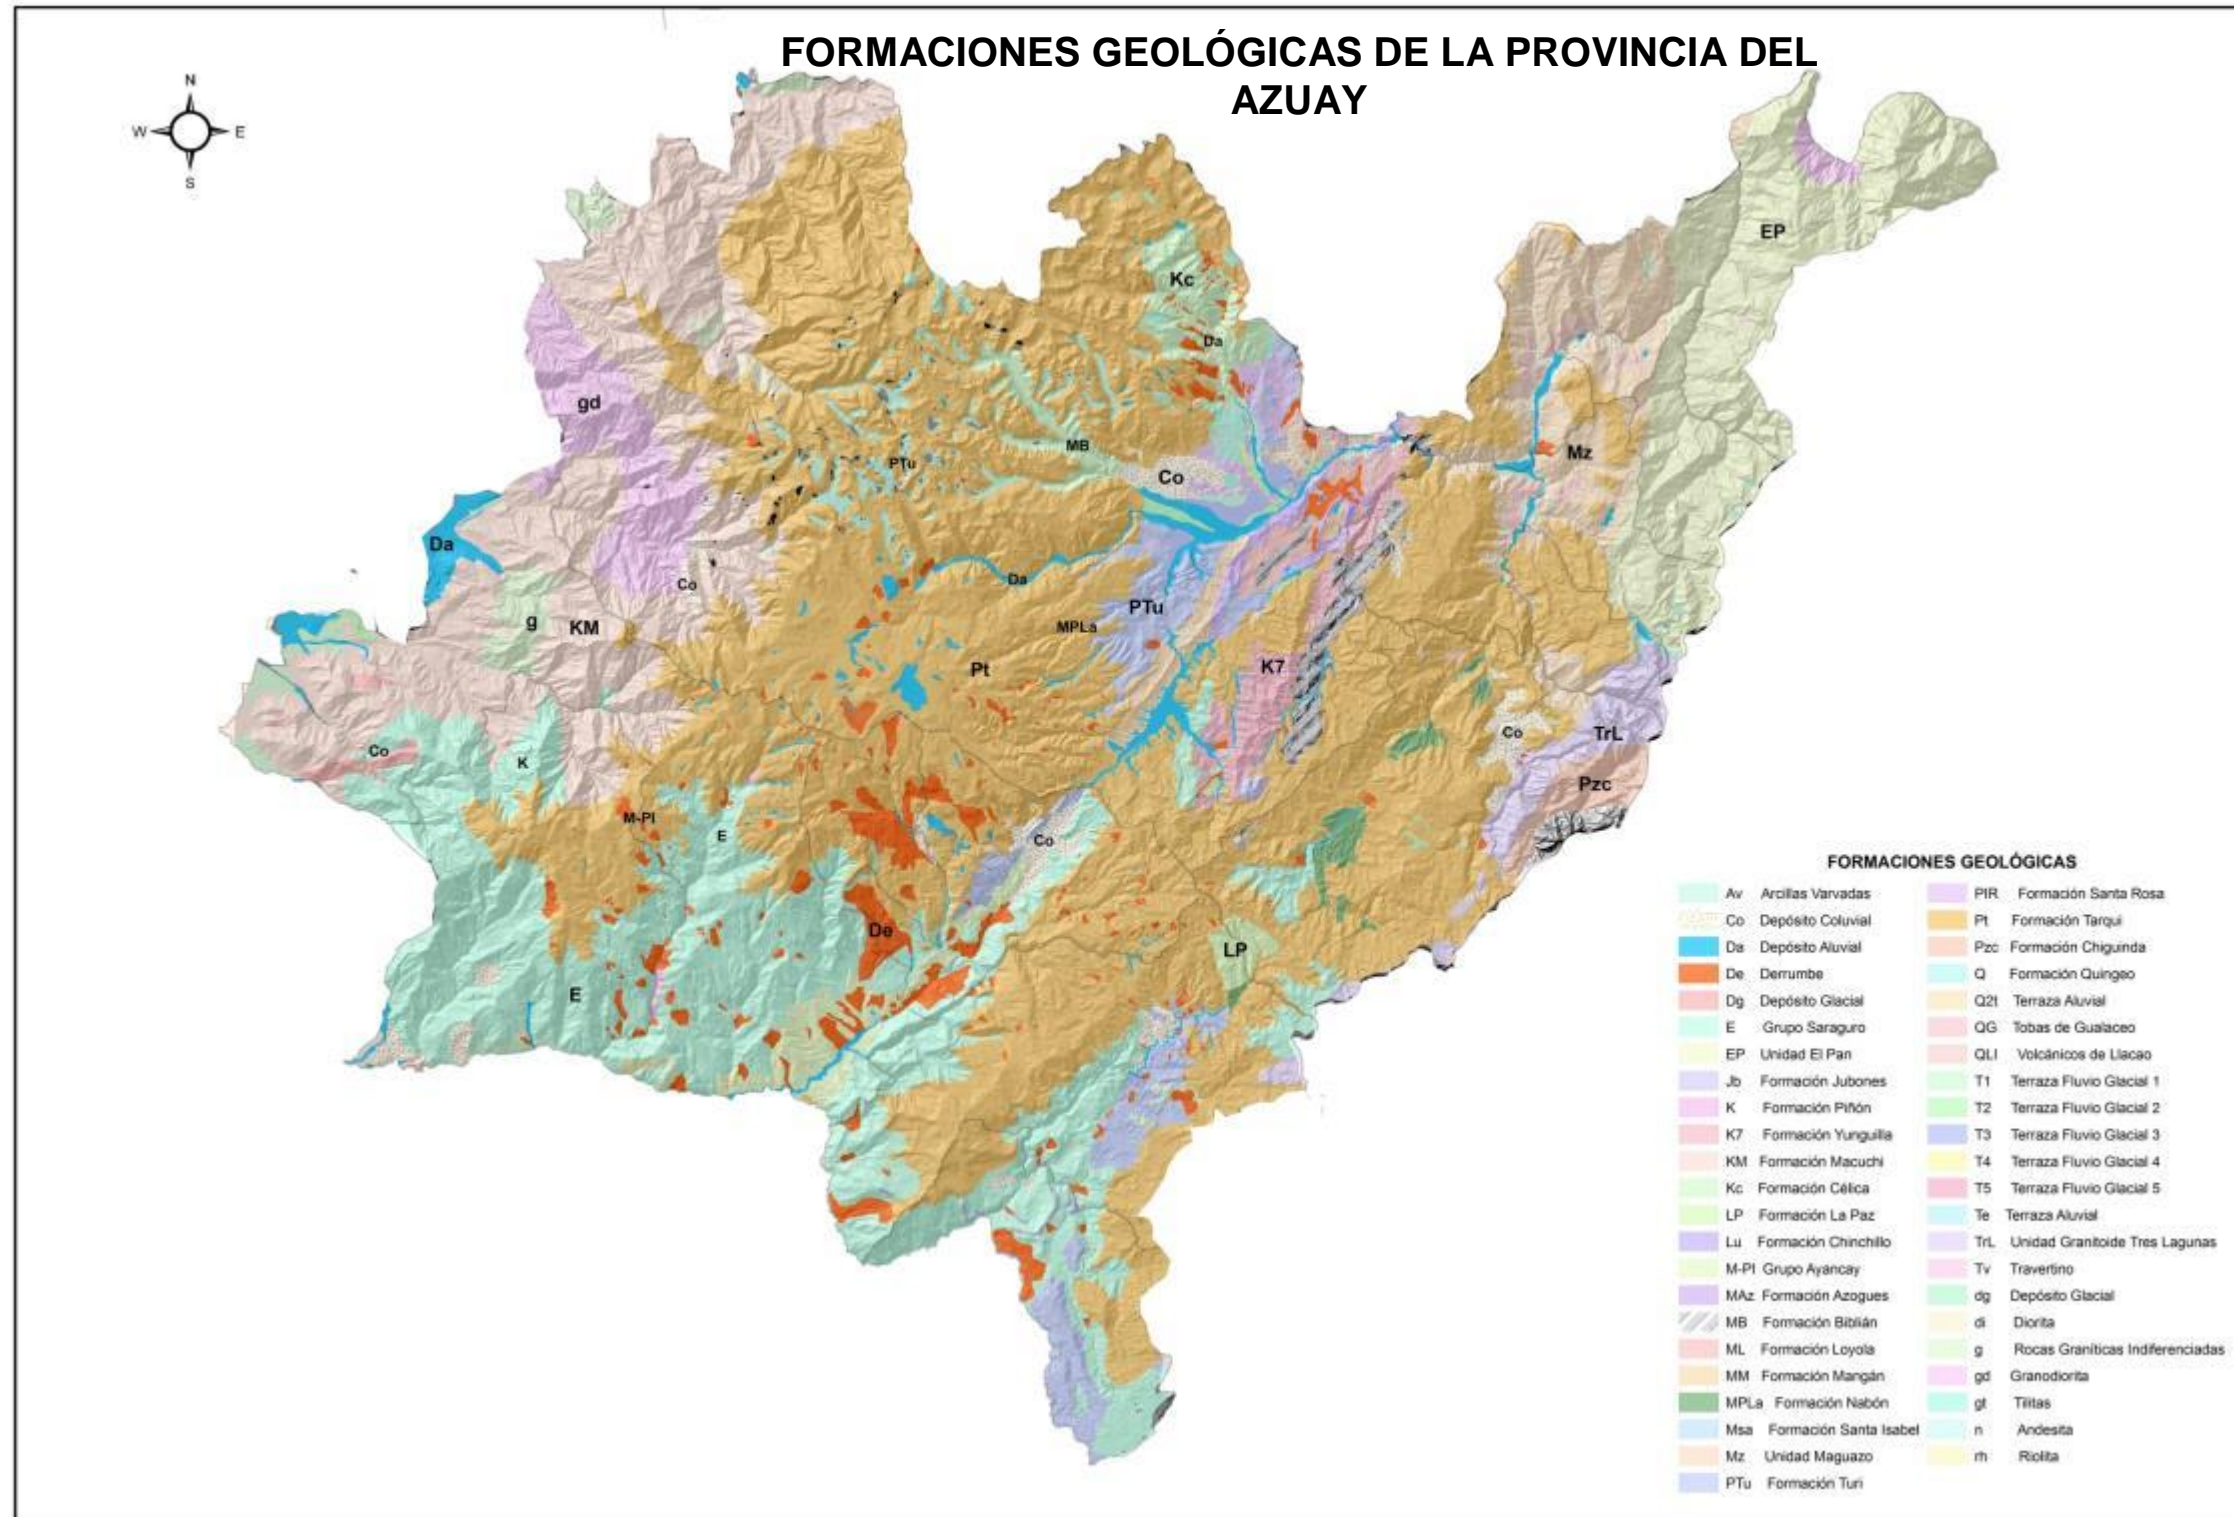 FORMACIONES GEOLÓGICAS DE LA PROVINCIA DEL
AZUAY
N
W E
S
EP
Kc
Da
gd
MB
Mz
PTu
Co
Da
Da
Co
PTu
g
KM
MPLa
Pt
K7
Co
TrL
Co
K
Pzc
M-Pl
E
Co
De
LP
E
FORMACIONES GEOLÓGICAS
Av Arcillas Varvadas
Co Depósito Coluvial
Da Depósito Aluvial
De Derrumbe
Dg Depósito Glacial
E Grupo Saraguro
EP Unidad El Pan
Jb Formación Jubones
K Formación Piñón
K7 Formación Yunguilla
KM Formación Macuchi
Kc Formación Célica
LP Formación La Paz
Lu Formación Chinchillo
M-Pl Grupo Ayancay
MAz Formación Azogues
MB Formación Biblián
ML Formación Loyola
MM Formación Mangán
MPLa Formación Nabón
Msa Formación Santa Isabel
Mz Unidad Maguazo
PTu Formación Turi
PlR Formación Santa Rosa
Pt Formación Tarqui
Pzc Formación Chiguinda
Q Formación Quingeo
Q2t Terraza Aluvial
QG Tobas de Gualaceo
QLl Volcánicos de Llacao
T1 Terraza Fluvio Glacial 1
T2 Terraza Fluvio Glacial 2
T3 Terraza Fluvio Glacial 3
T4 Terraza Fluvio Glacial 4
T5 Terraza Fluvio Glacial 5
Te Terraza Aluvial
TrL Unidad Granitoide Tres Lagunas
Tv Travertino
dg Depósito Glacial
di Diorita
g Rocas Graníticas Indiferenciadas
gd Granodiorita
gt Tilitas
n Andesita
rh Riolita